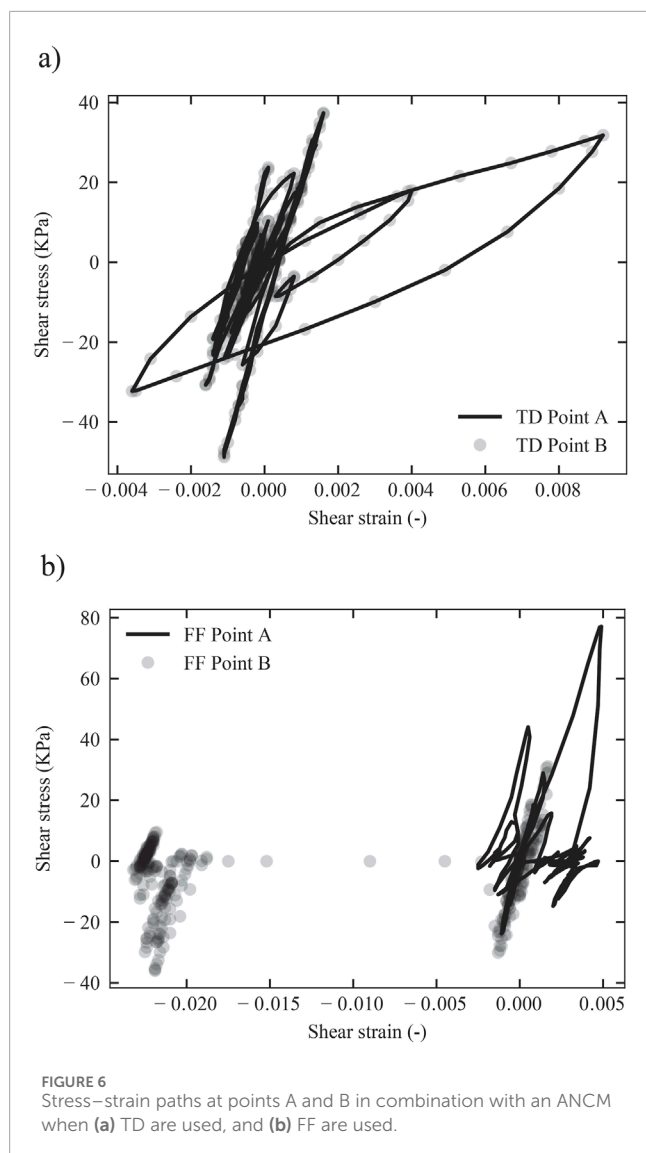 a)
40
20
0
− 20
− 40
Shear stress (KPa)
TD Point A
TD Point B
− 0.004 − 0.002 0.000 0.002 0.004 0.006 0.008
Shear strain (-)
b)
80
60
40
20
0
− 20
− 40
Shear stress (KPa)
FF Point A
FF Point B
− 0.020 − 0.015 − 0.010 − 0.005 0.000 0.005
Shear strain (-)
FIGURE 6
Stress–strain paths at points A and B in combination with an ANCM
when (a) TD are used, and (b) FF are used.